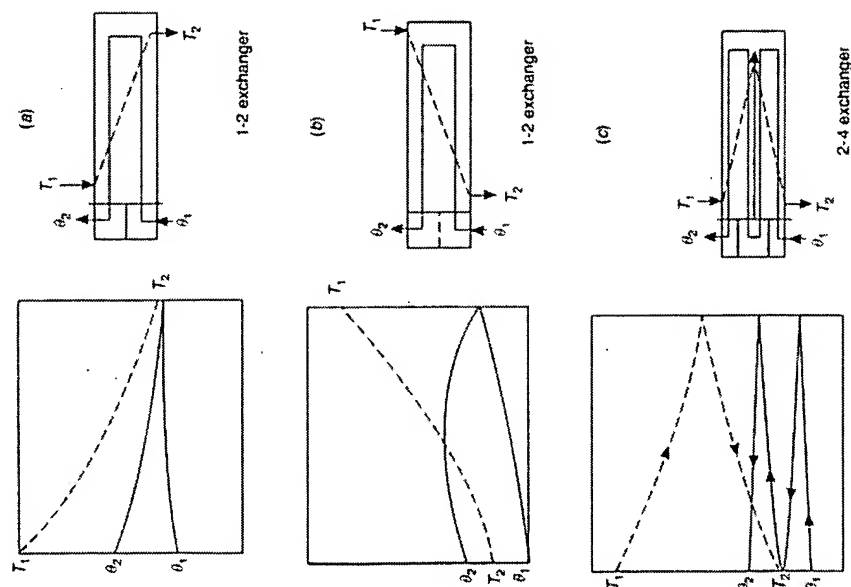 (a)
T₁
θ₂
θ₁
T₂
1-2 exchanger
T₁
θ₂
θ₁
T₂
(b)
T₁
θ₂
θ₁
T₂
1-2 exchanger
T₁
θ₂
T₂
θ₁
(c)
T₁
θ₂
θ₁
T₂
2-4 exchanger
T₁
θ₂
T₂
θ₁